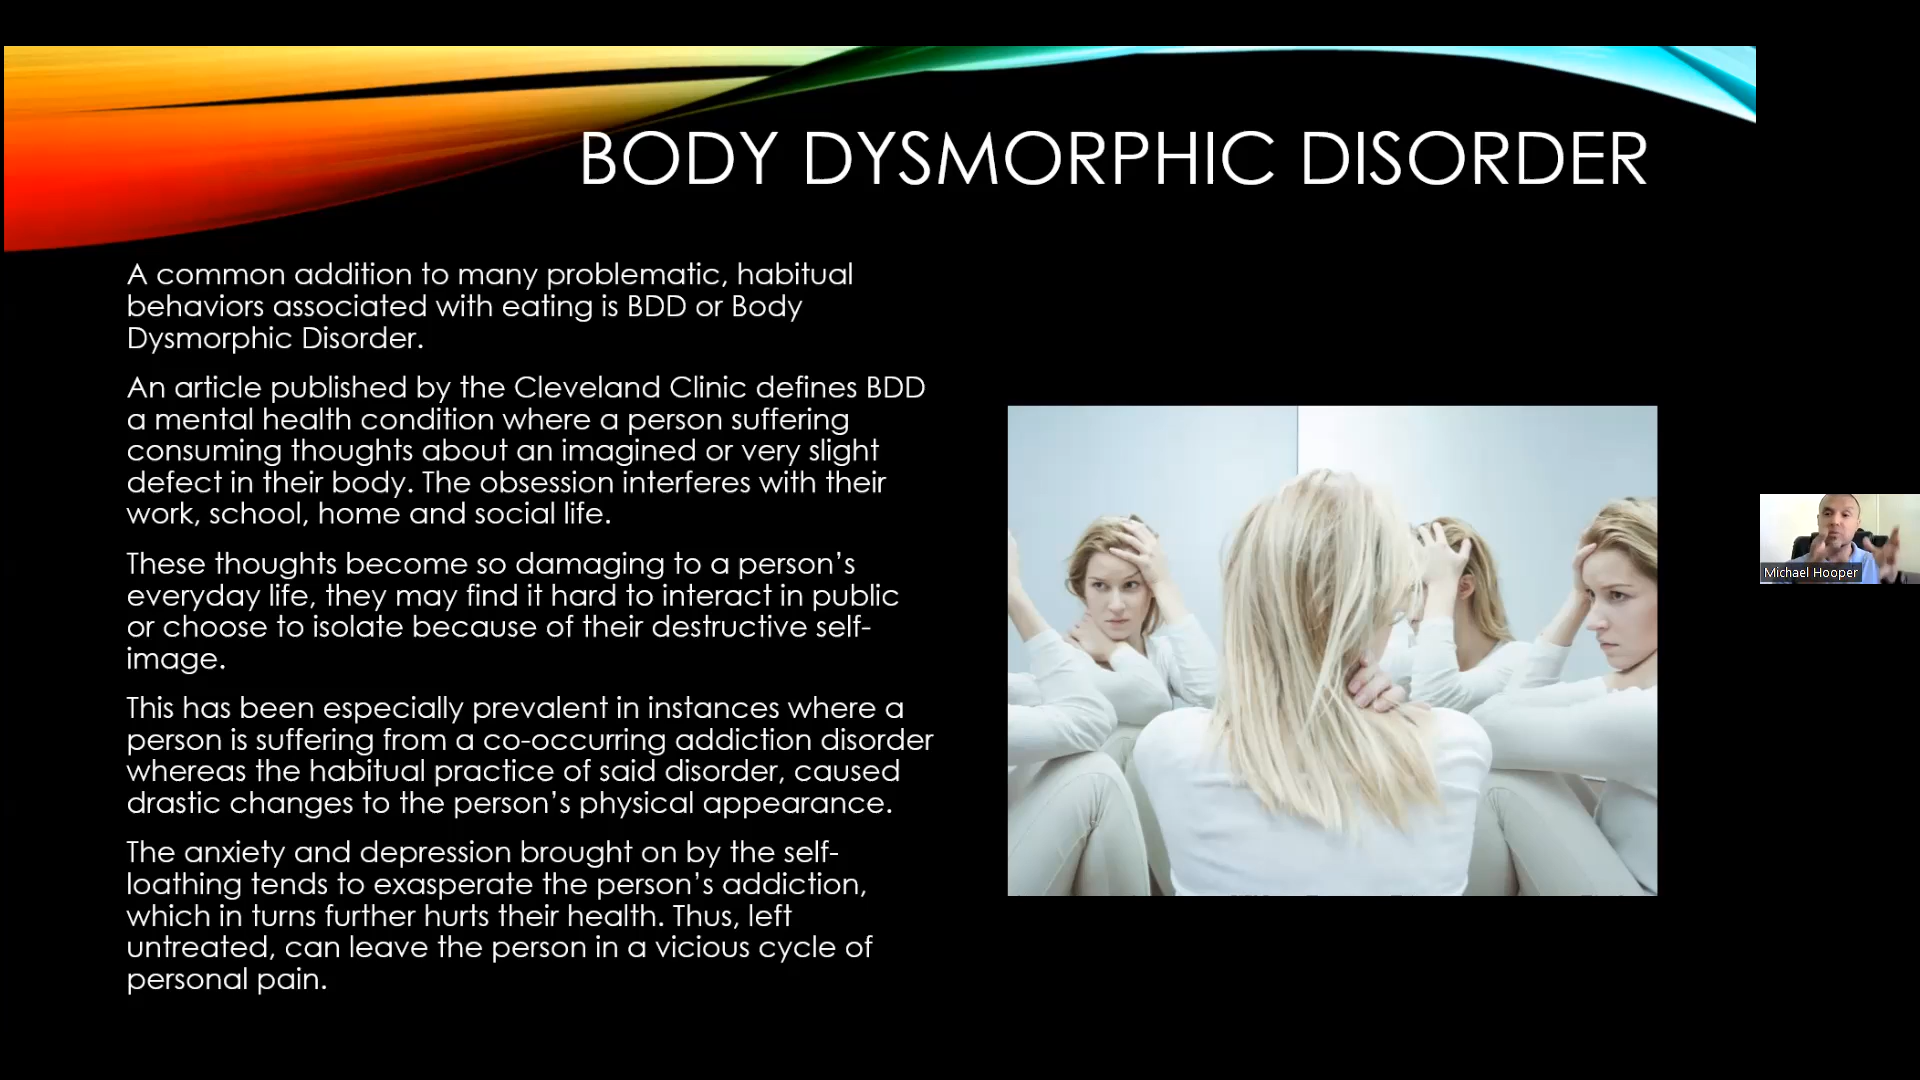 BODY DYSMORPHIC DISORDER
A common addition to many problematic, habitual
behaviors associated with eating is BDD or Body
Dysmorphic Disorder.
An article published by the Cleveland Clinic defines BDD
a mental health condition where a person suffering
consuming thoughts about an imagined or very slight
defect in their body. The obsession interferes with their
work, school, home and social life.
These thoughts become so damaging to a person’s
everyday life, they may find it hard to interact in public
or choose to isolate because of their destructive self-
image.
This has been especially prevalent in instances where a
person is suffering from a co-occurring addiction disorder
whereas the habitual practice of said disorder, caused
drastic changes to the person’s physical appearance.
The anxiety and depression brought on by the self-
loathing tends to exasperate the person’s addiction,
which in turns further hurts their health. Thus, left
untreated, can leave the person in a vicious cycle of
personal pain.
Michael Hooper